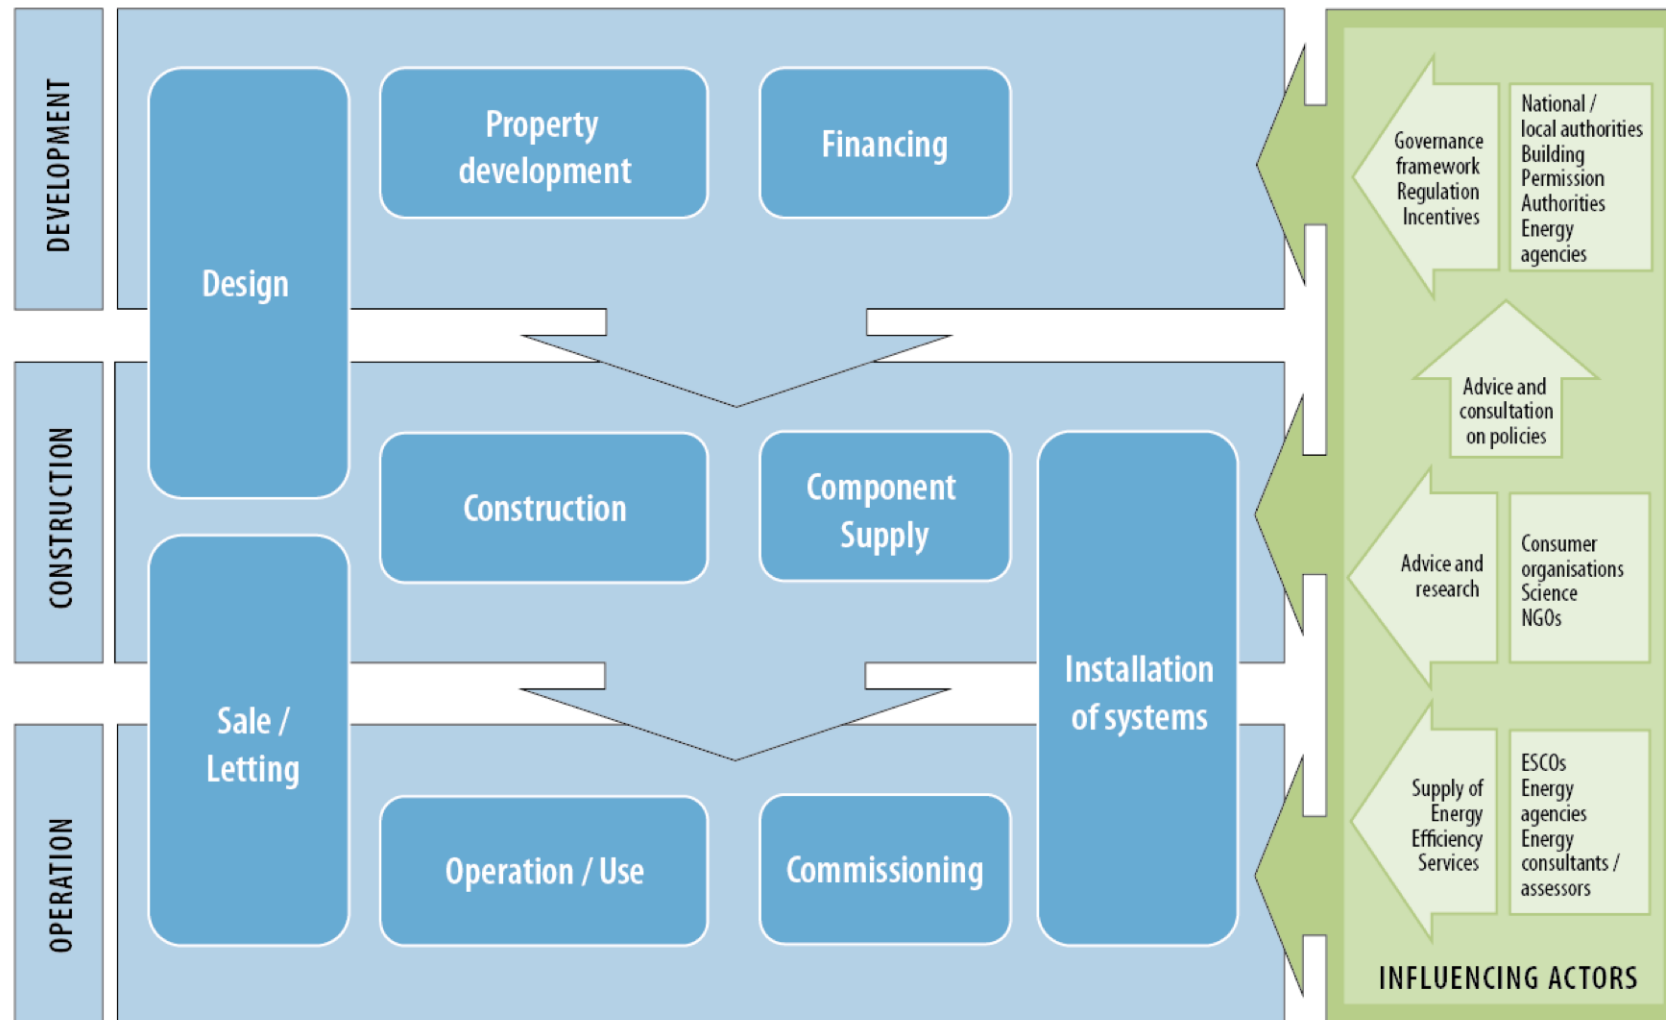 DEVELOPMENT
Design
Property
development
Financing
CONSTRUCTION
Construction
Component
Supply
Installation
of systems
OPERATION
Sale /
Letting
Operation / Use
Commissioning
Governance
framework
Regulation
Incentives
National /
local authorities
Building
Permission
Authorities
Energy
agencies
Advice and
consultation
on policies
Advice and
research
Consumer
organisations
Science
NGOs
Supply of
Energy
Efficiency
Services
ESCOs
Energy
agencies
Energy
consultants /
assessors
INFLUENCING ACTORS